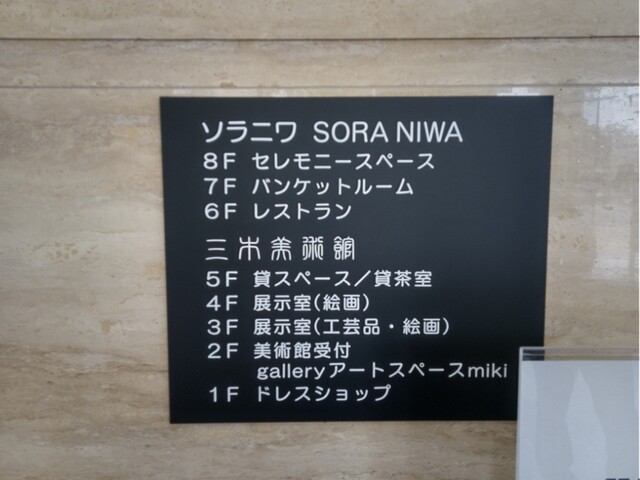 ソラニワ SORA NIWA
8F セレモニースペース
7F バンケットルーム
6F レストラン
三木美術館
5F 貸スペース／貸茶室
4F 展示室(絵画)
3F 展示室(工芸品・絵画)
2F 美術館受付
galleryアートスペースmiki
1F ドレスショップ